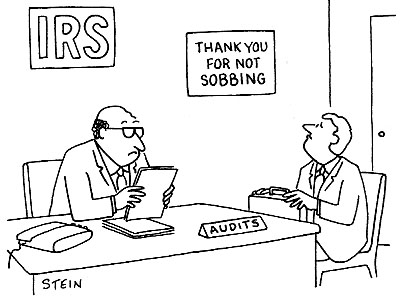 IRS
THANK YOU
FOR NOT
SOBBING
AUDITS
STEIN